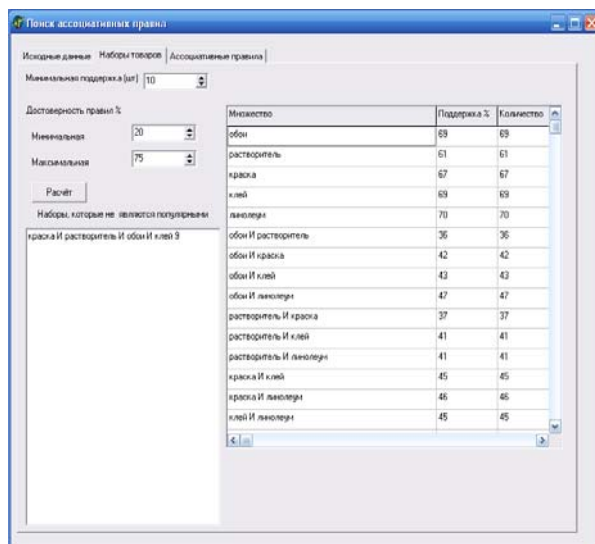 Поиск ассоциативных правил
Исходные данные Наборы товаров Ассоциативные правила
Минимальная поддержка (шт) 10
Достоверность правил %
Минимальная 20
Максимальная 75
Расчёт
Наборы, которые не являются популярными
краска И растворитель И обои И клей 9
Множество Поддержка % Количество
обои 69 69
растворитель 61 61
краска 67 67
клей 69 69
линолеум 70 70
обои И растворитель 36 36
обои И краска 42 42
обои И клей 43 43
обои И линолеум 47 47
растворитель И краска 37 37
растворитель И клей 41 41
растворитель И линолеум 41 41
краска И клей 45 45
краска И линолеум 46 46
клей И линолеум 45 45